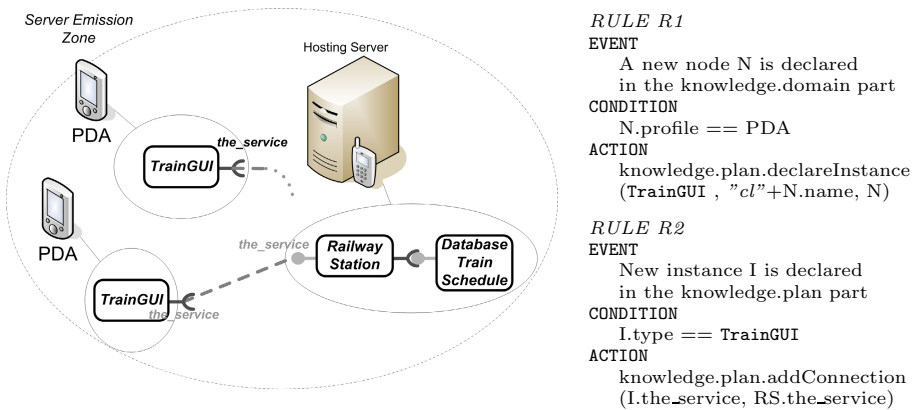 Server Emission
Zone
PDA
TrainGUI
the_service
Hosting Server
PDA
TrainGUI
the_service
the_service
Railway
Station
Database
Train
Schedule
RULE R1
EVENT
A new node N is declared
in the knowledge.domain part
CONDITION
N.profile == PDA
ACTION
knowledge.plan.declareInstance
(TrainGUI , "cl"+N.name, N)
RULE R2
EVENT
New instance I is declared
in the knowledge.plan part
CONDITION
I.type == TrainGUI
ACTION
knowledge.plan.addConnection
(I.the_service, RS.the_service)